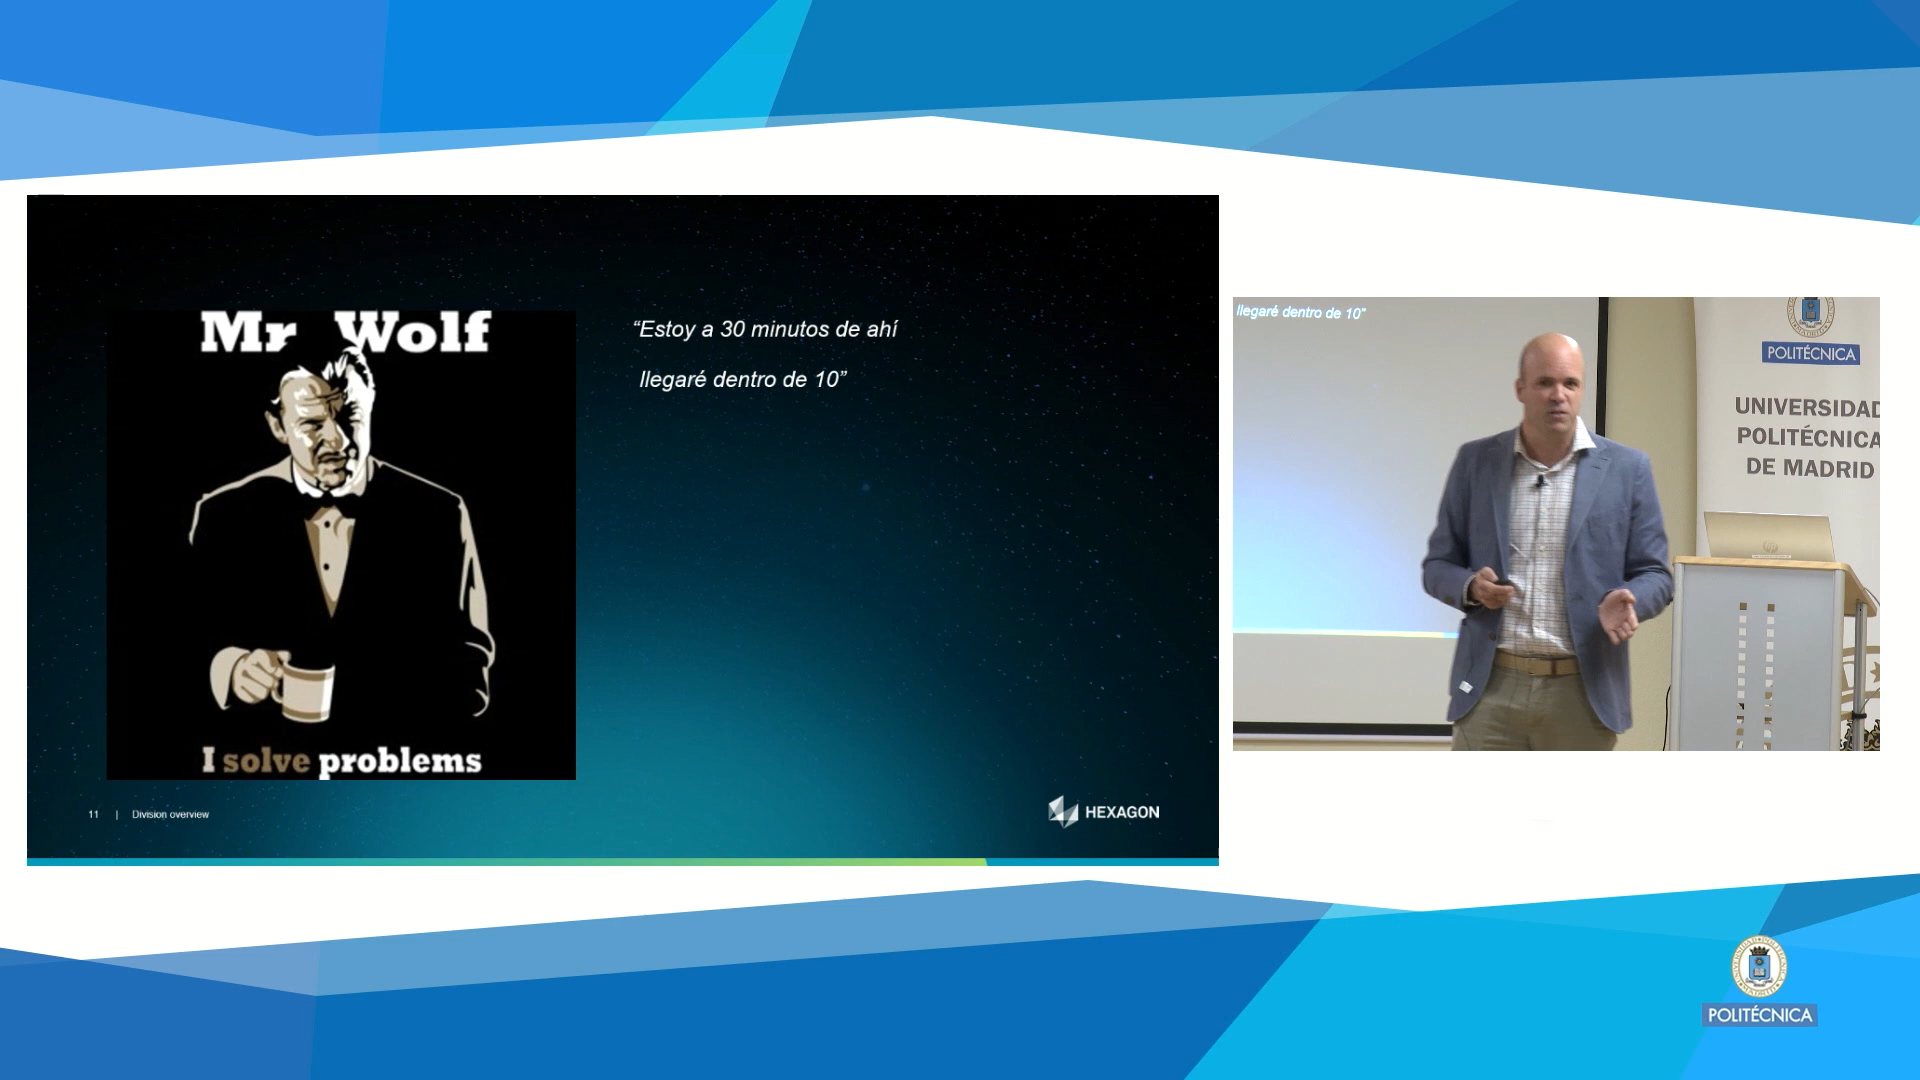 Mr Wolf
I solve problems
“Estoy a 30 minutos de ahí
llegaré dentro de 10”
11 | Division overview
HEXAGON
llegaré dentro de 10”
POLITÉCNICA
UNIVERSIDAD
POLITÉCNICA
DE MADRID
POLITÉCNICA